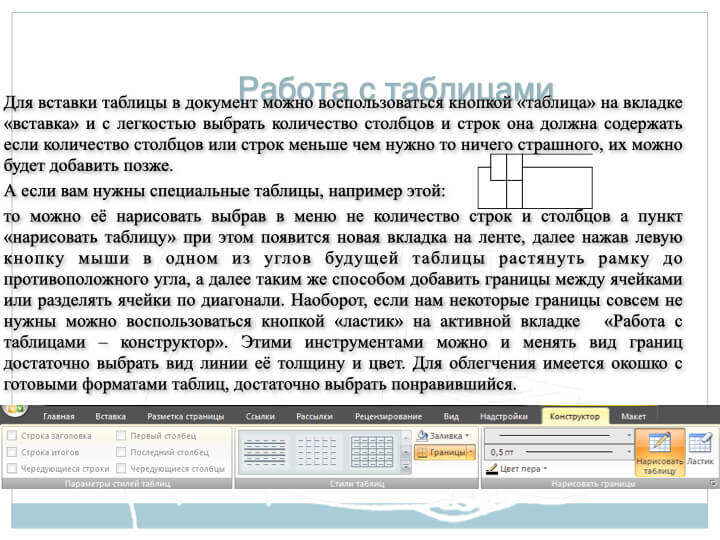 Работа с таблицами
Для вставки таблицы в документ можно воспользоваться кнопкой «таблица» на вкладке
«вставка» и с легкостью выбрать количество столбцов и строк она должна содержать
если количество столбцов или строк меньше чем нужно то ничего страшного, их можно
будет добавить позже.
А если вам нужны специальные таблицы, например этой:
то можно её нарисовать выбрав в меню не количество строк и столбцов а пункт
«нарисовать таблицу» при этом появится новая вкладка на ленте, далее нажав левую
кнопку мыши в одном из углов будущей таблицы растянуть рамку до
противоположного угла, а далее таким же способом добавить границы между ячейками
или разделять ячейки по диагонали. Наоборот, если нам некоторые границы совсем не
нужны можно воспользоваться кнопкой «ластик» на активной вкладке «Работа с
таблицами – конструктор». Этими инструментами можно и менять вид границ
достаточно выбрать вид линии её толщину и цвет. Для облегчения имеется окошко с
готовыми форматами таблиц, достаточно выбрать понравившийся.
Главная Вставка Разметка страницы Ссылки Рассылки Рецензирование Вид Надстройки Конструктор Макет
Строка заголовка Первый столбец
Строка итогов Последний столбец
Чередующиеся строки Чередующиеся столбцы
Параметры стилей таблиц
Заливка
Границы
Стили таблиц
0,5 пт
Цвет пера
Нарисовать таблицу
Ластик
Нарисовать границы